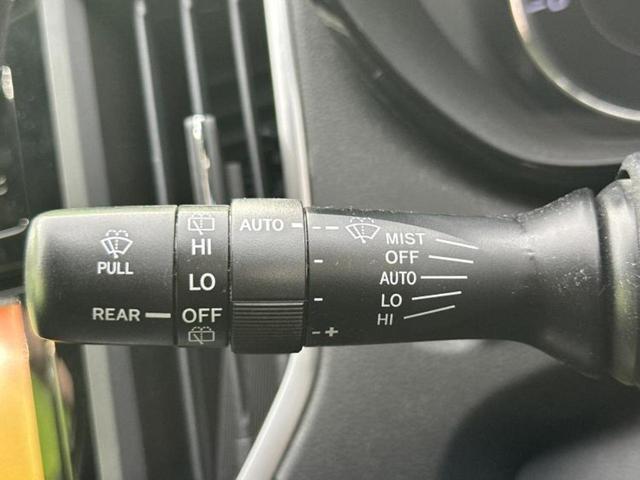 PULL
REAR
HI
LO
OFF
AUTO
- +
MIST
OFF
AUTO
LO
HI